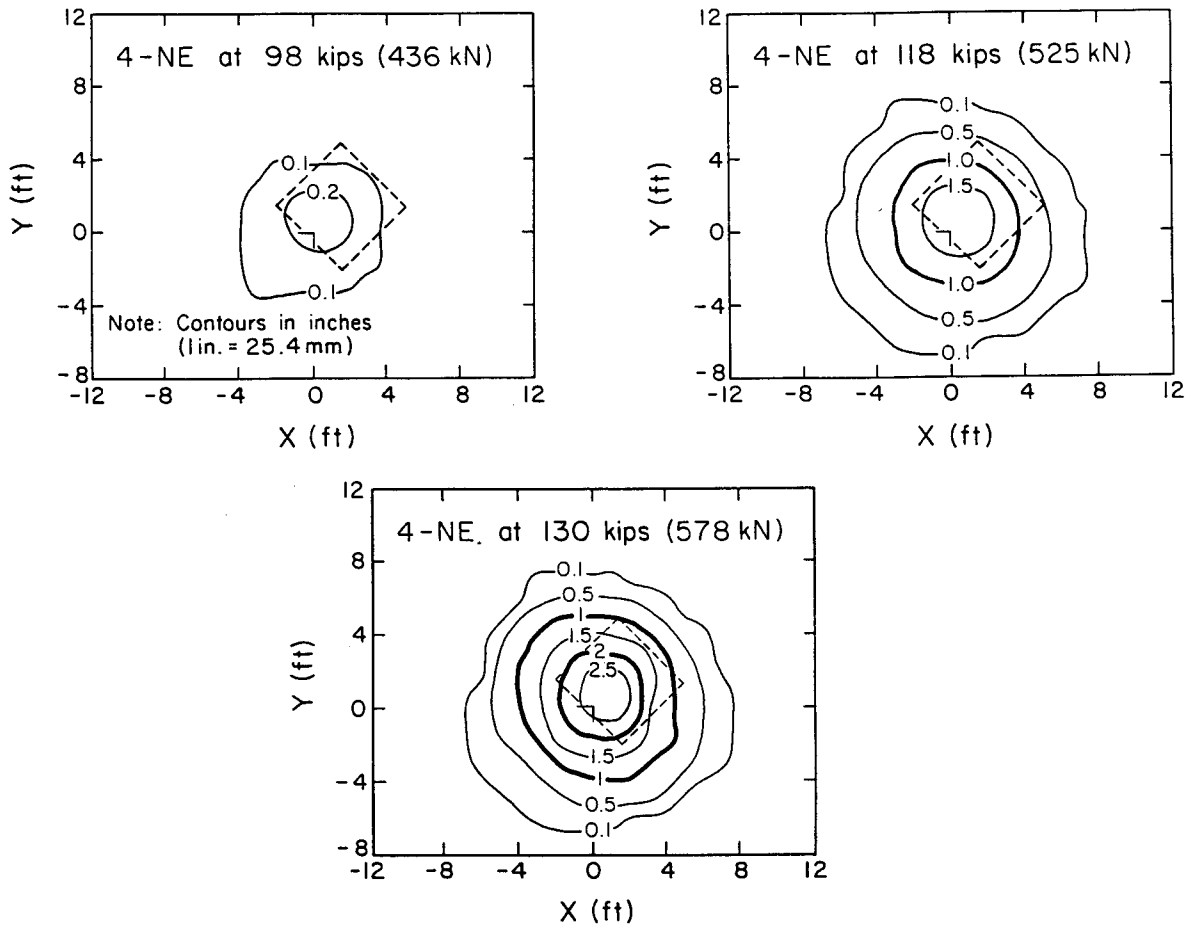 4-NE at 98 kips (436 kN)
12
8
4
0
-4
-8
Y (ft)
0.1
0.2
0.1
Note: Contours in inches
(1 in. = 25.4 mm)
-12 -8 -4 0 4 8 12
X (ft)
4-NE at 118 kips (525 kN)
12
8
4
0
-4
-8
Y (ft)
0.1
0.5
1.0
1.5
1.0
0.5
0.1
-12 -8 -4 0 4 8 12
X (ft)
4-NE. at 130 kips (578 kN)
12
8
4
0
-4
-8
Y (ft)
0.1
0.5
1
1.5
2
2.5
1.5
1
0.5
0.1
-12 -8 -4 0 4 8 12
X (ft)